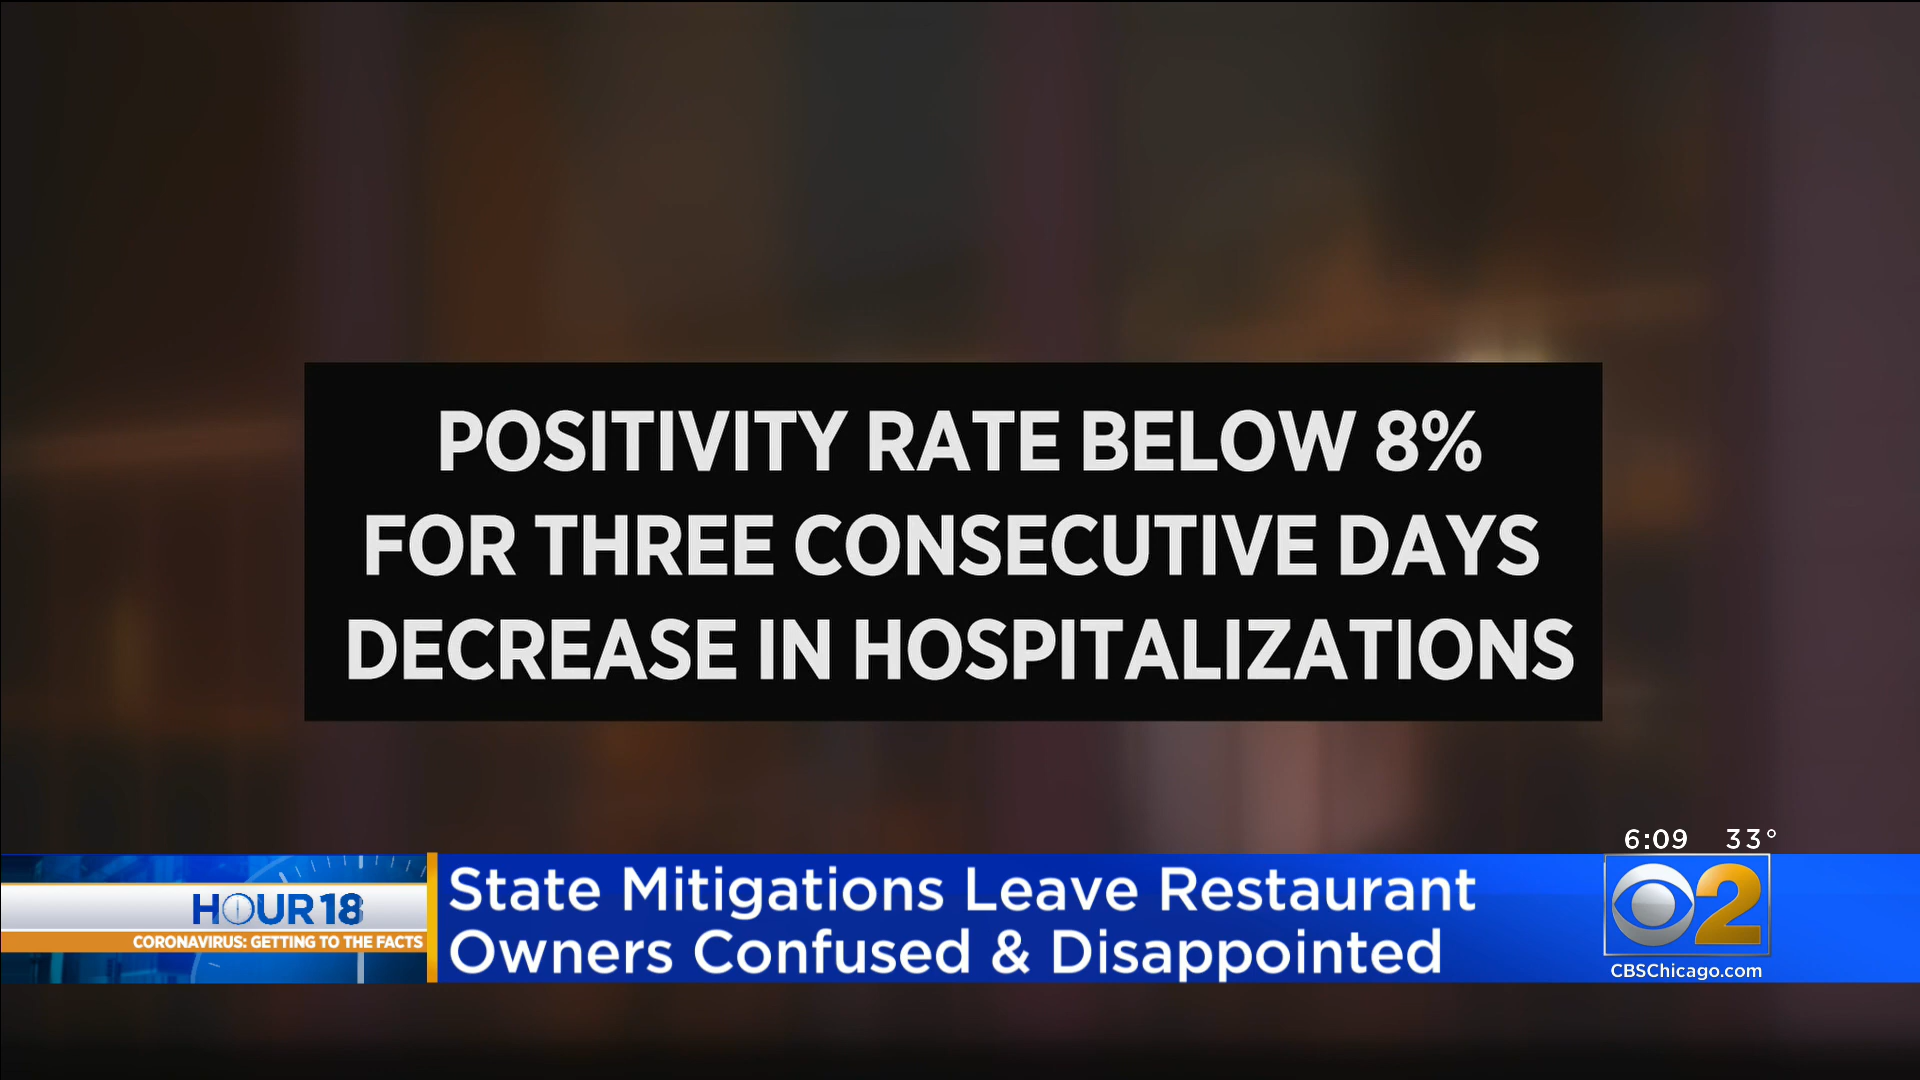 POSITIVITY RATE BELOW 8%
FOR THREE CONSECUTIVE DAYS
DECREASE IN HOSPITALIZATIONS
6:09 33°
HOUR 18
CORONAVIRUS: GETTING TO THE FACTS
State Mitigations Leave Restaurant
Owners Confused & Disappointed
2
CBSChicago.com